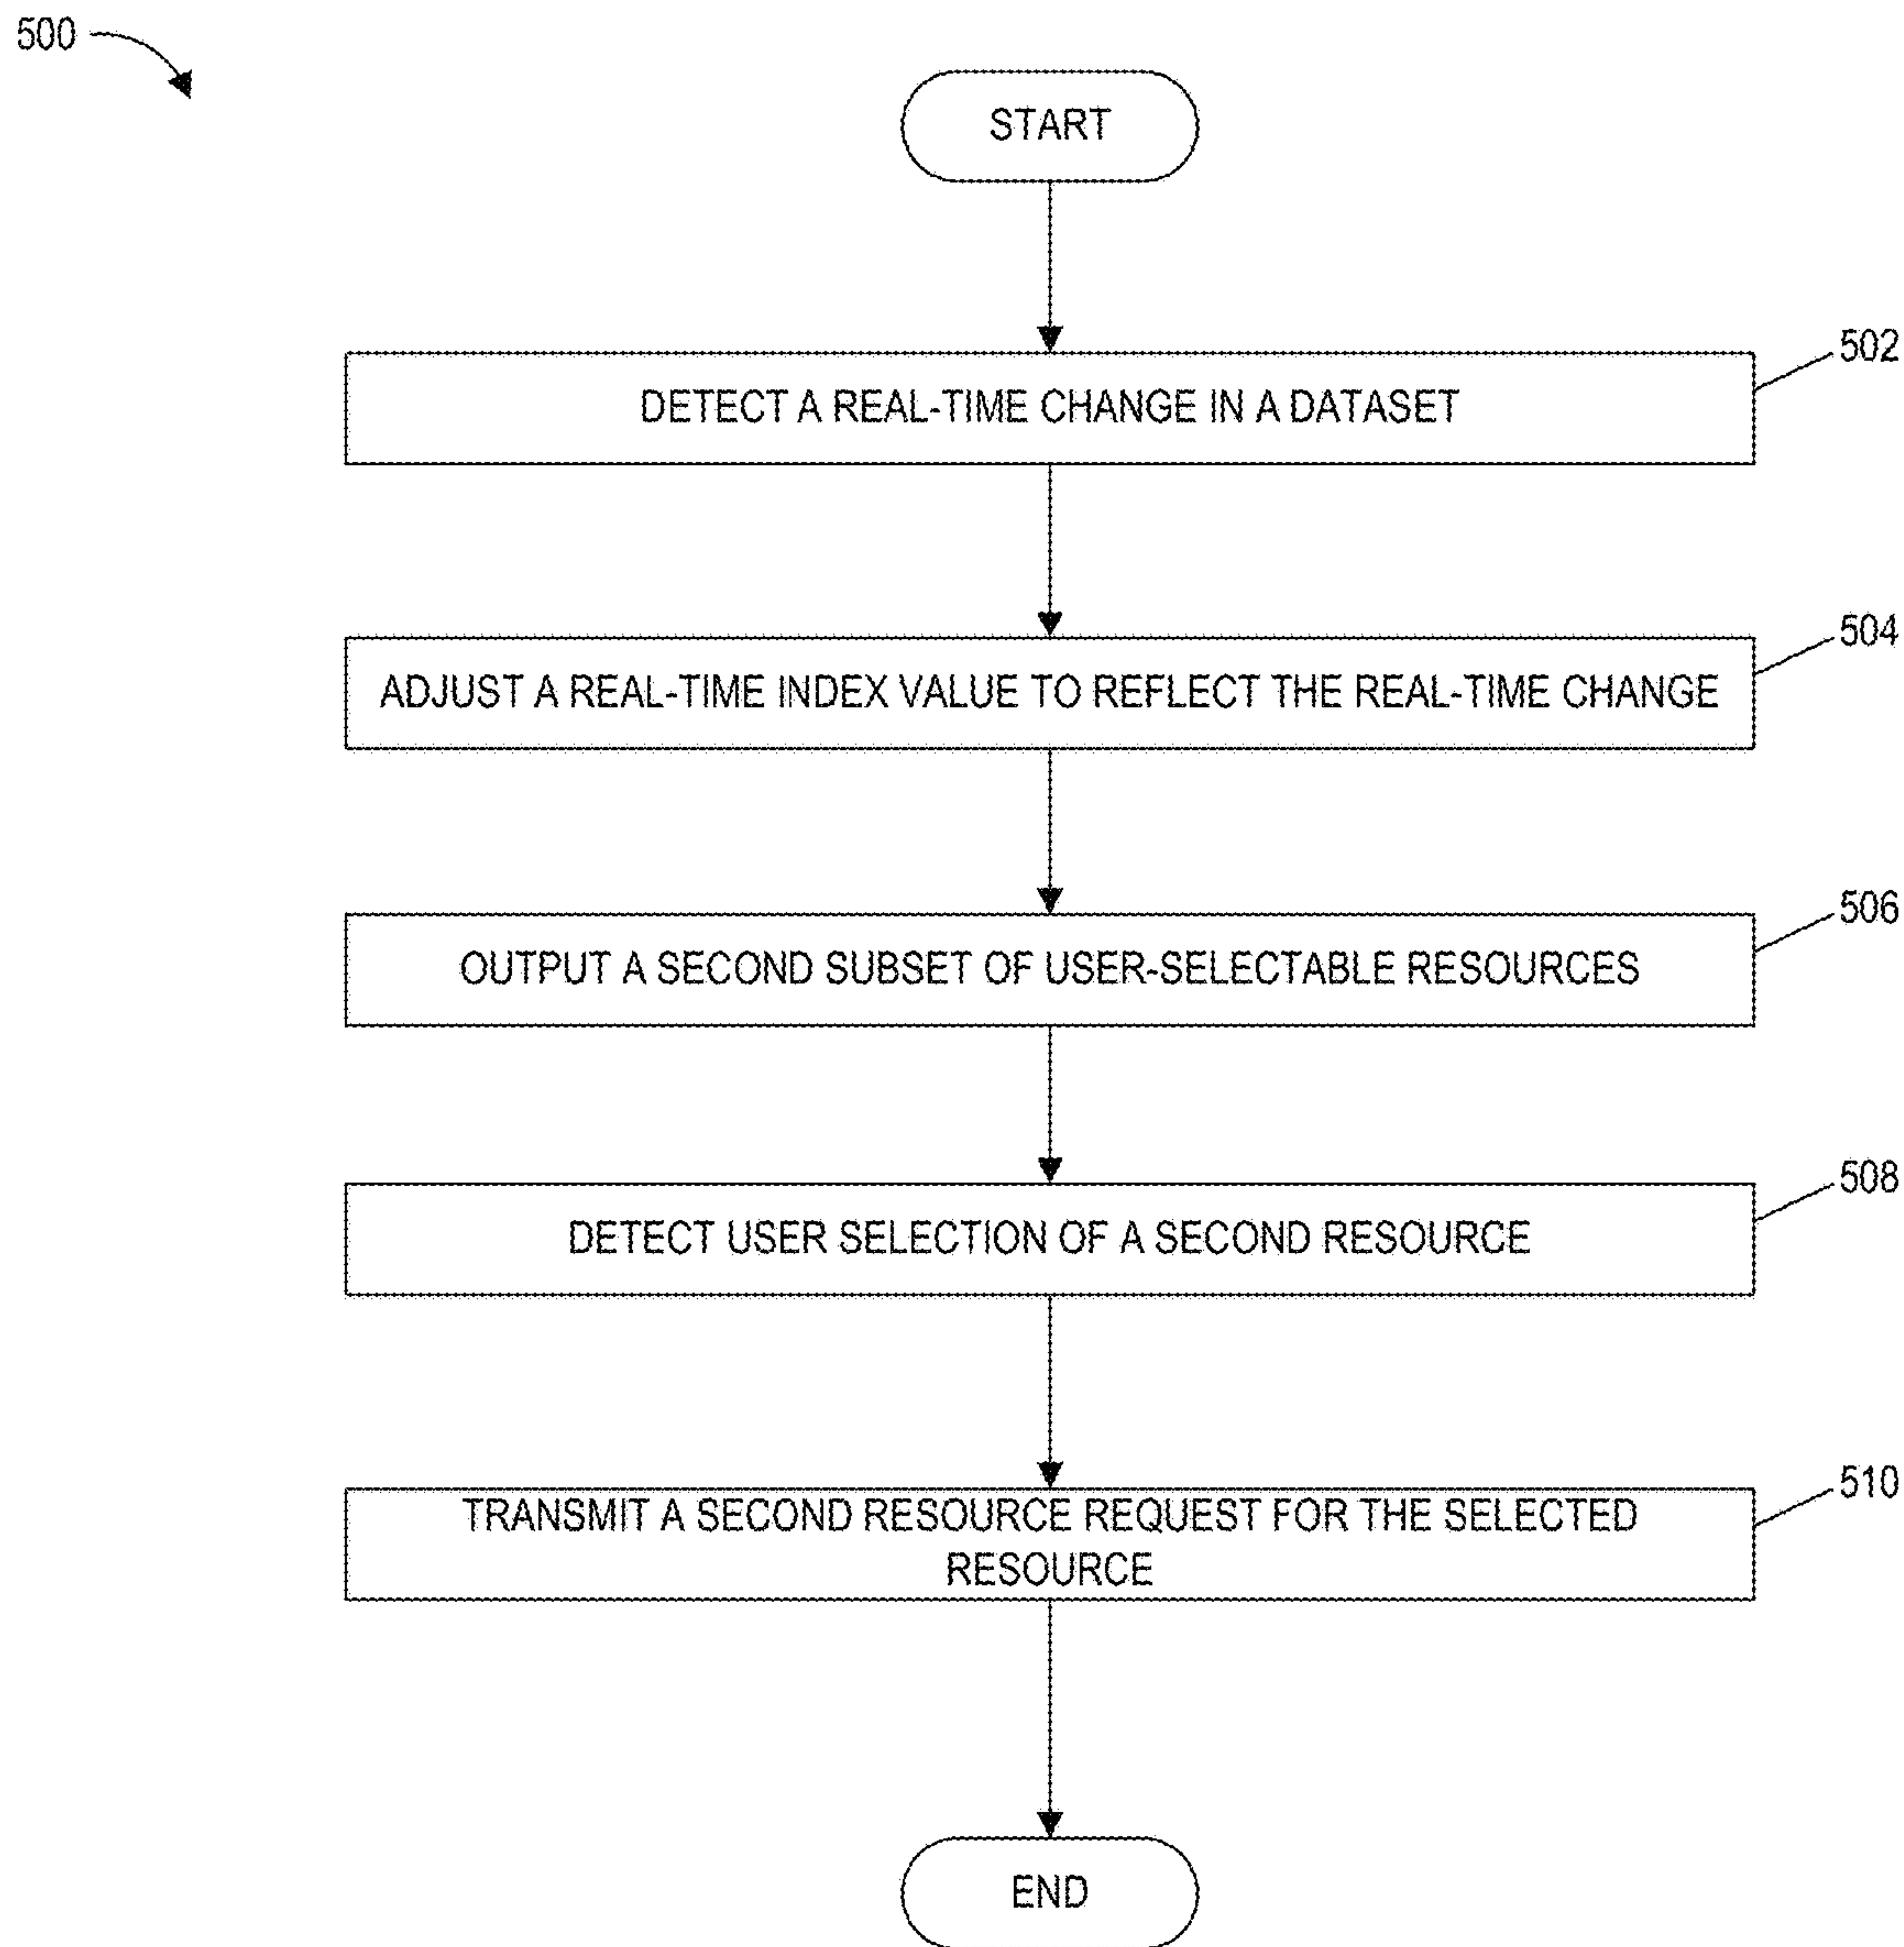 500
START
DETECT A REAL-TIME CHANGE IN A DATASET
502
ADJUST A REAL-TIME INDEX VALUE TO REFLECT THE REAL-TIME CHANGE
504
OUTPUT A SECOND SUBSET OF USER-SELECTABLE RESOURCES
506
DETECT USER SELECTION OF A SECOND RESOURCE
508
TRANSMIT A SECOND RESOURCE REQUEST FOR THE SELECTED
RESOURCE
510
END